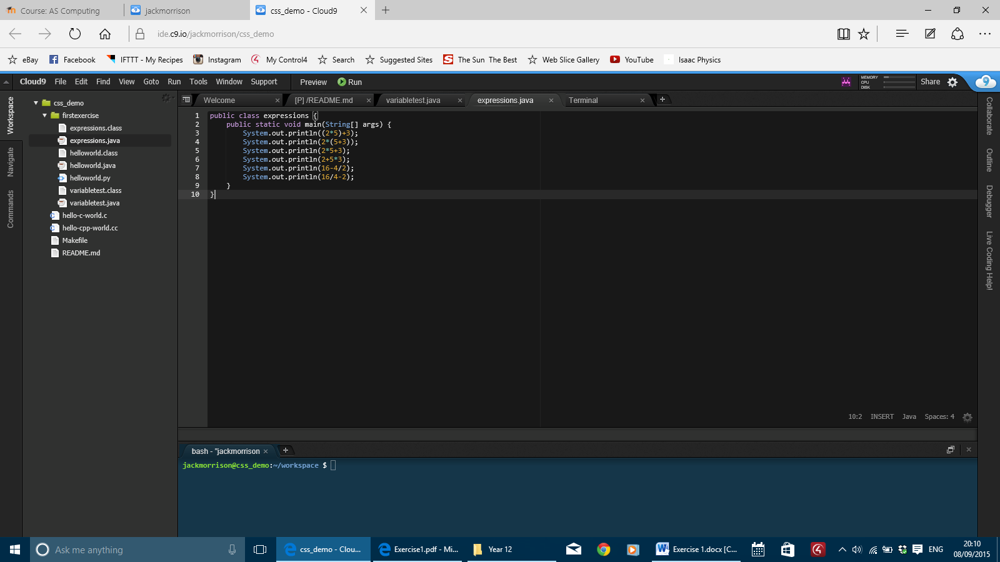 Course: AS Computing
jackmorrison
css_demo - Cloud9
ide.c9.io/jackmorrison/css_demo
eBay Facebook IFTTT - My Recipes Instagram My Control4 Search Suggested Sites The Sun The Best Web Slice Gallery YouTube Isaac Physics
Cloud9 File Edit Find View Goto Run Tools Window Support Preview Run
MEMORY
CPU
DISK
Share
Workspace
Navigate
Commands
css_demo
firstexercise
expressions.class
expressions.java
helloworld.class
helloworld.java
helloworld.py
variabletest.class
variabletest.java
hello-c-world.c
hello-cpp-world.cc
Makefile
README.md
Welcome [P] /README.md variabletest.java expressions.java Terminal
1 public class expressions {
2     public static void main(String[] args) {
3         System.out.println((2*5)+3);
4         System.out.println(2*(5+3));
5         System.out.println(2*5+3);
6         System.out.println(2+5*3);
7         System.out.println(16-4/2);
8         System.out.println(16/4-2);
9     }
10 }
10:2 INSERT Java Spaces: 4
Collaborate
Outline
Debugger
Live Coding Help!
bash - "jackmorrison
jackmorrison@css_demo:~/workspace $
Ask me anything
css_demo - Clou...
Exercise1.pdf - Mi...
Year 12
Exercise 1.docx [C...
ENG
20:10
08/09/2015